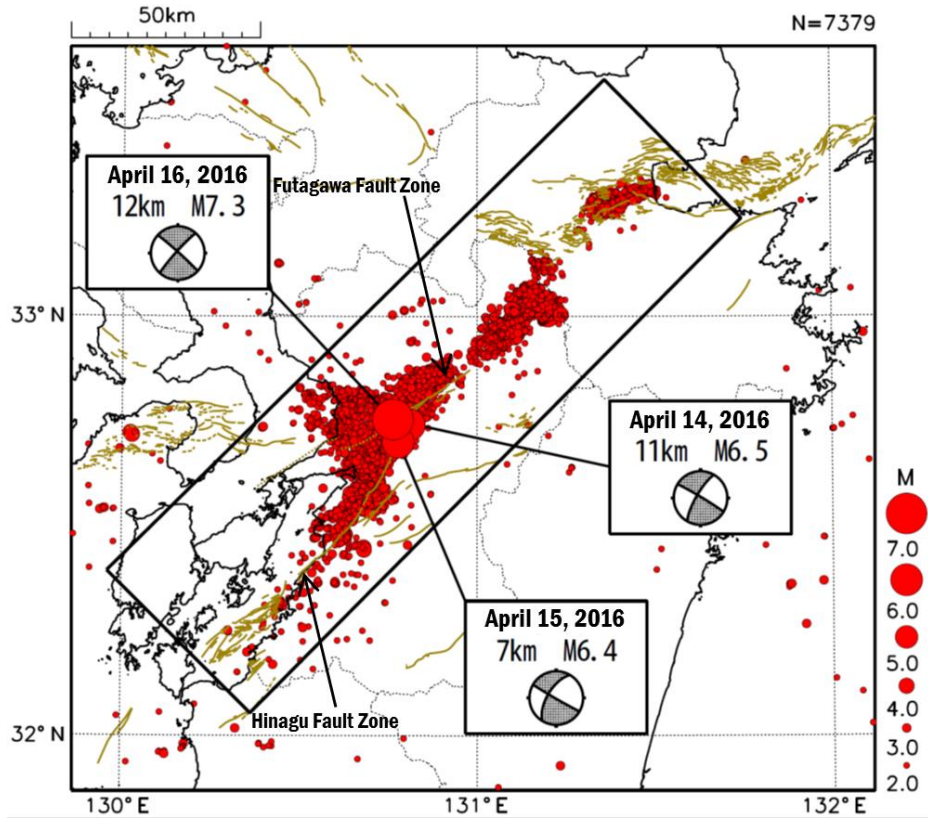 50km
N=7379
April 16, 2016
12km M7.3
Futagawa Fault Zone
33° N
April 14, 2016
11km M6.5
M
7.0
6.0
5.0
4.0
3.0
2.0
April 15, 2016
7km M6.4
Hinagu Fault Zone
32° N
130° E
131° E
132° E